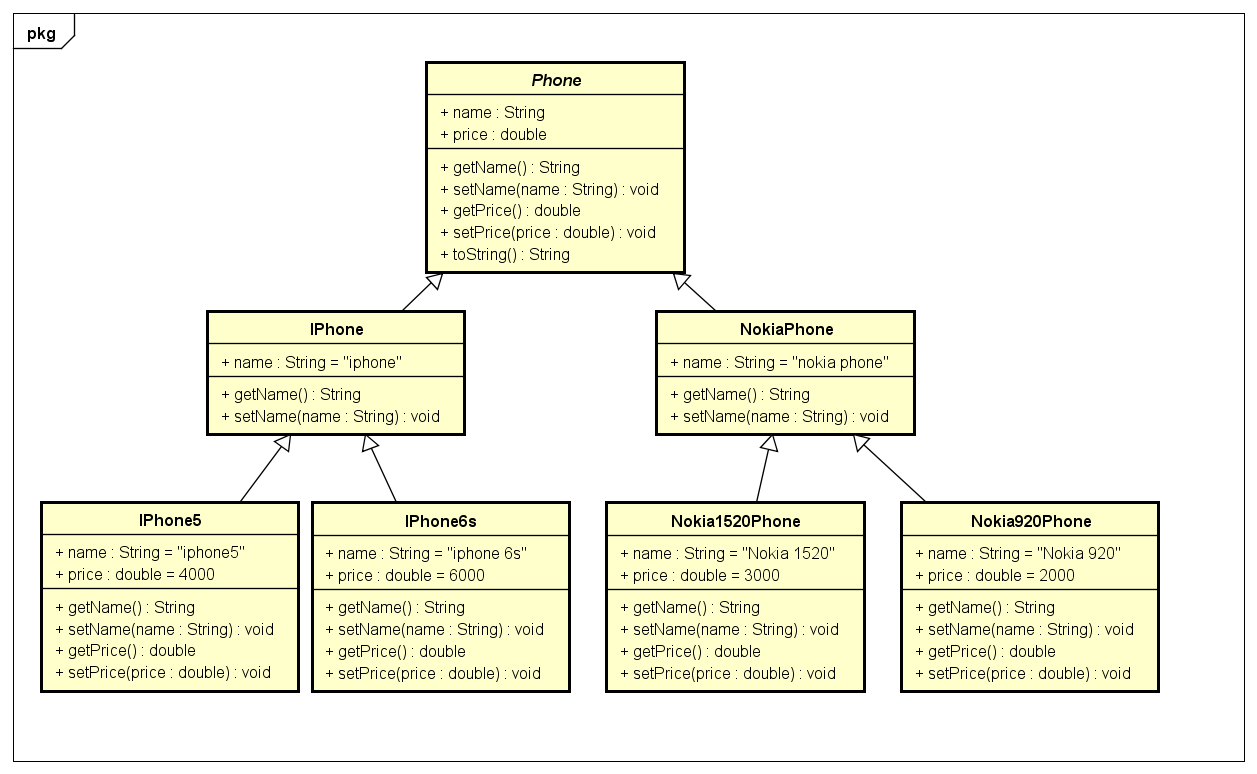 pkg
Phone
+ name : String
+ price : double
+ getName() : String
+ setName(name : String) : void
+ getPrice() : double
+ setPrice(price : double) : void
+ toString() : String
IPhone
+ name : String = "iphone"
+ getName() : String
+ setName(name : String) : void
NokiaPhone
+ name : String = "nokia phone"
+ getName() : String
+ setName(name : String) : void
IPhone5
+ name : String = "iphone5"
+ price : double = 4000
+ getName() : String
+ setName(name : String) : void
+ getPrice() : double
+ setPrice(price : double) : void
IPhone6s
+ name : String = "iphone 6s"
+ price : double = 6000
+ getName() : String
+ setName(name : String) : void
+ getPrice() : double
+ setPrice(price : double) : void
Nokia1520Phone
+ name : String = "Nokia 1520"
+ price : double = 3000
+ getName() : String
+ setName(name : String) : void
+ getPrice() : double
+ setPrice(price : double) : void
Nokia920Phone
+ name : String = "Nokia 920"
+ price : double = 2000
+ getName() : String
+ setName(name : String) : void
+ getPrice() : double
+ setPrice(price : double) : void